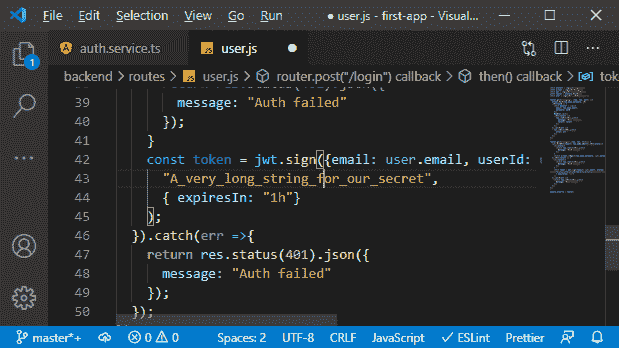 File Edit Selection View Go Run ● user.js - first-app - Visual...
1
auth.service.ts JS user.js ●
backend > routes > JS user.js > router.post("/login") callback > then() callback >
39 message: "Auth failed"
40 });
41 }
42 const token = jwt.sign({email: user.email, userId:
43 "A_very_long_string_for_our_secret",
44 { expiresIn: "1h"}
45 );
46 }).catch(err =>{
47 return res.status(401).json({
48 message: "Auth failed"
49 });
50 });
master*+ 0 0 Spaces: 2 UTF-8 CRLF JavaScript ✓ ESLint Prettier